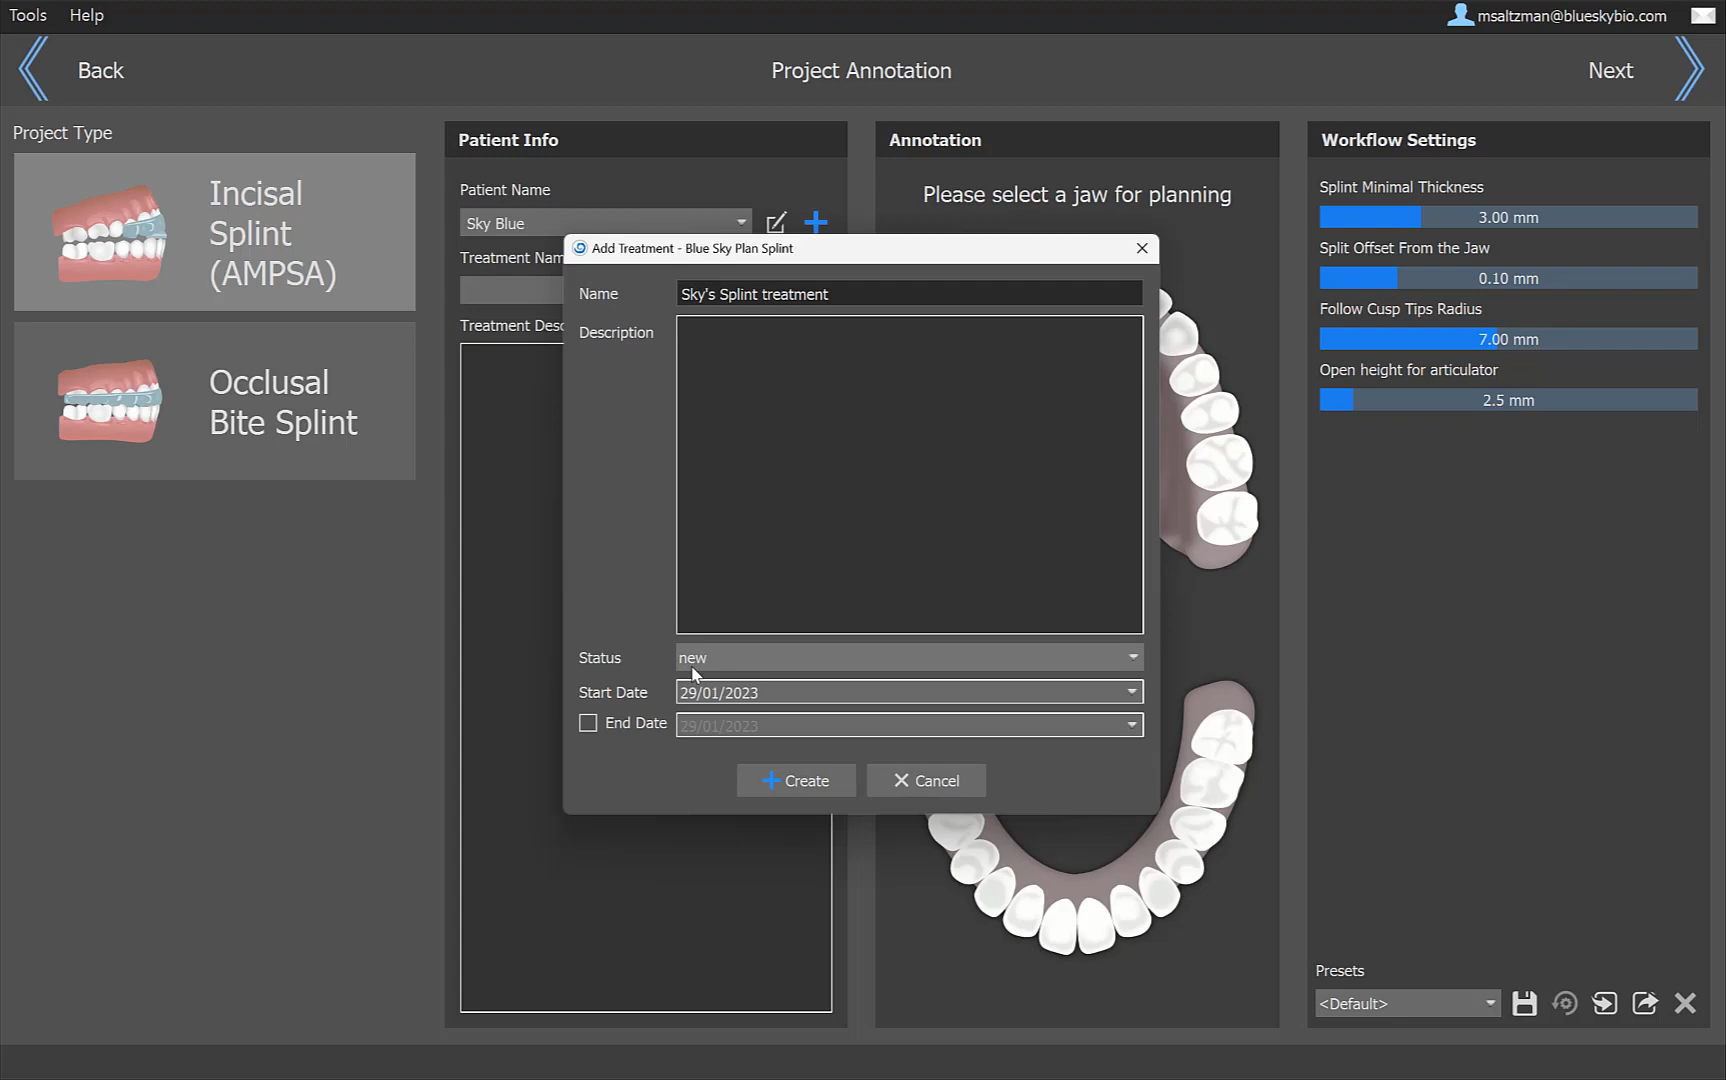 Tools Help msaltzman@blueskybio.com
Back Project Annotation Next
Project Type
Incisal
Splint
(AMPSA)
Occlusal
Bite Splint
Patient Info
Patient Name
Sky Blue
Treatment Nam
Treatment Desc
Annotation
Please select a jaw for planning
Add Treatment - Blue Sky Plan Splint
Name Sky's Splint treatment
Description
Status new
Start Date 29/01/2023
End Date 29/01/2023
Create Cancel
Workflow Settings
Splint Minimal Thickness
3.00 mm
Split Offset From the Jaw
0.10 mm
Follow Cusp Tips Radius
7.00 mm
Open height for articulator
2.5 mm
Presets
<Default>